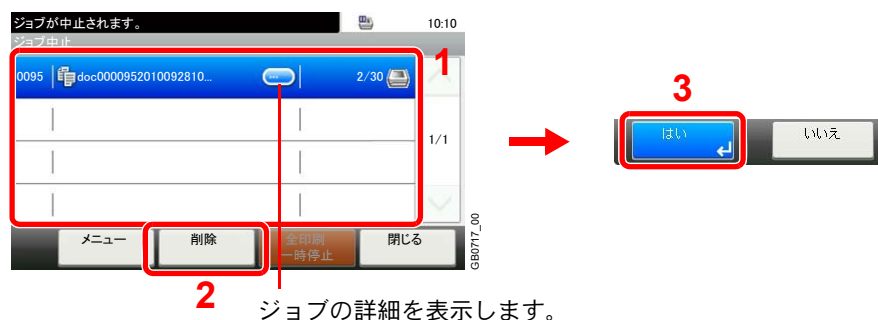 ジョブが中止されます。 10:10
ジョブ中止
1
0095 doc0000952010092810... ... 2/30
1/1
メニュー 削除 全印刷 一時停止 閉じる
2
ジョブの詳細を表示します。
GB0717_00
3
はい いいえ